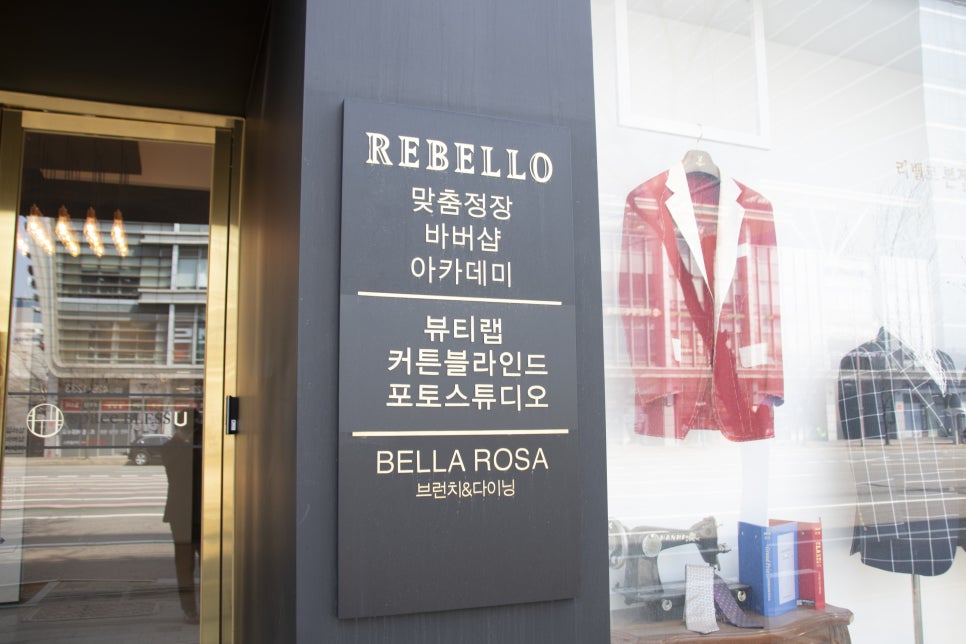 REBELLO
맞춤정장
바버샵
아카데미
뷰티랩
커튼블라인드
포토스튜디오
BELLA ROSA
브런치&다이닝
BLESS U